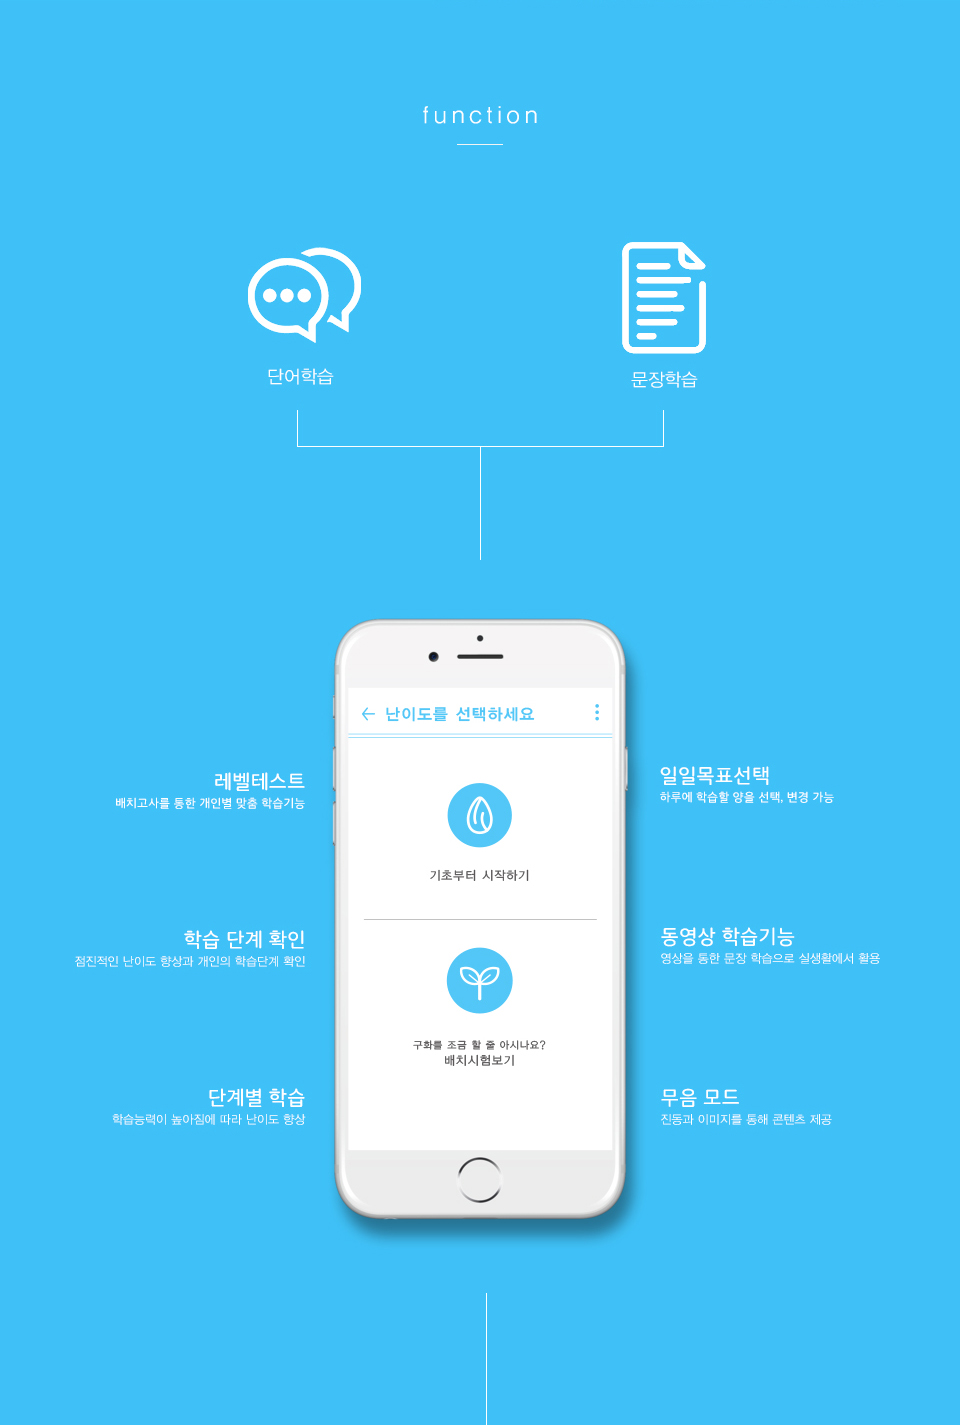 function
단어학습
문장학습
난이도를 선택하세요
기초부터 시작하기
구화를 조금 할 줄 아시나요?
배치시험보기
레벨테스트
배치고사를 통한 개인별 맞춤 학습기능
학습 단계 확인
점진적인 난이도 향상과 개인의 학습단계 확인
단계별 학습
학습능력이 높아짐에 따라 난이도 향상
일일목표선택
하루에 학습할 양을 선택, 변경 가능
동영상 학습기능
영상을 통한 문장 학습으로 실생활에서 활용
무음 모드
진동과 이미지를 통해 콘텐츠 제공